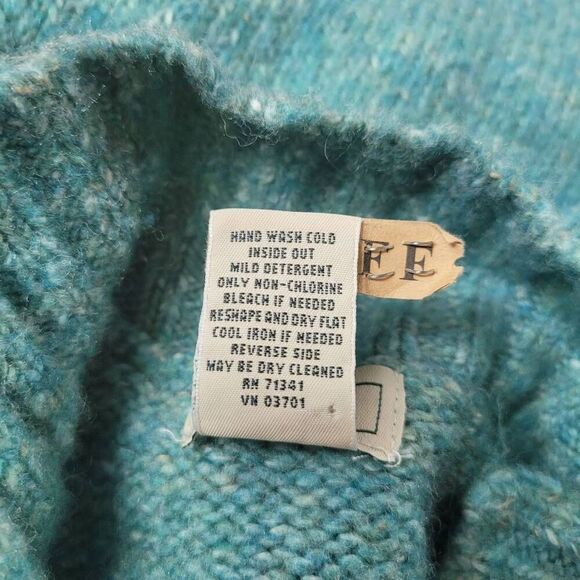 HAND WASH COLD
INSIDE OUT
MILD DETERGENT
ONLY NON-CHLORINE
BLEACH IF NEEDED
RESHAPE AND DRY FLAT
COOL IRON IF NEEDED
REVERSE SIDE
MAY BE DRY CLEANED
RN 71341
VN 03701
EE